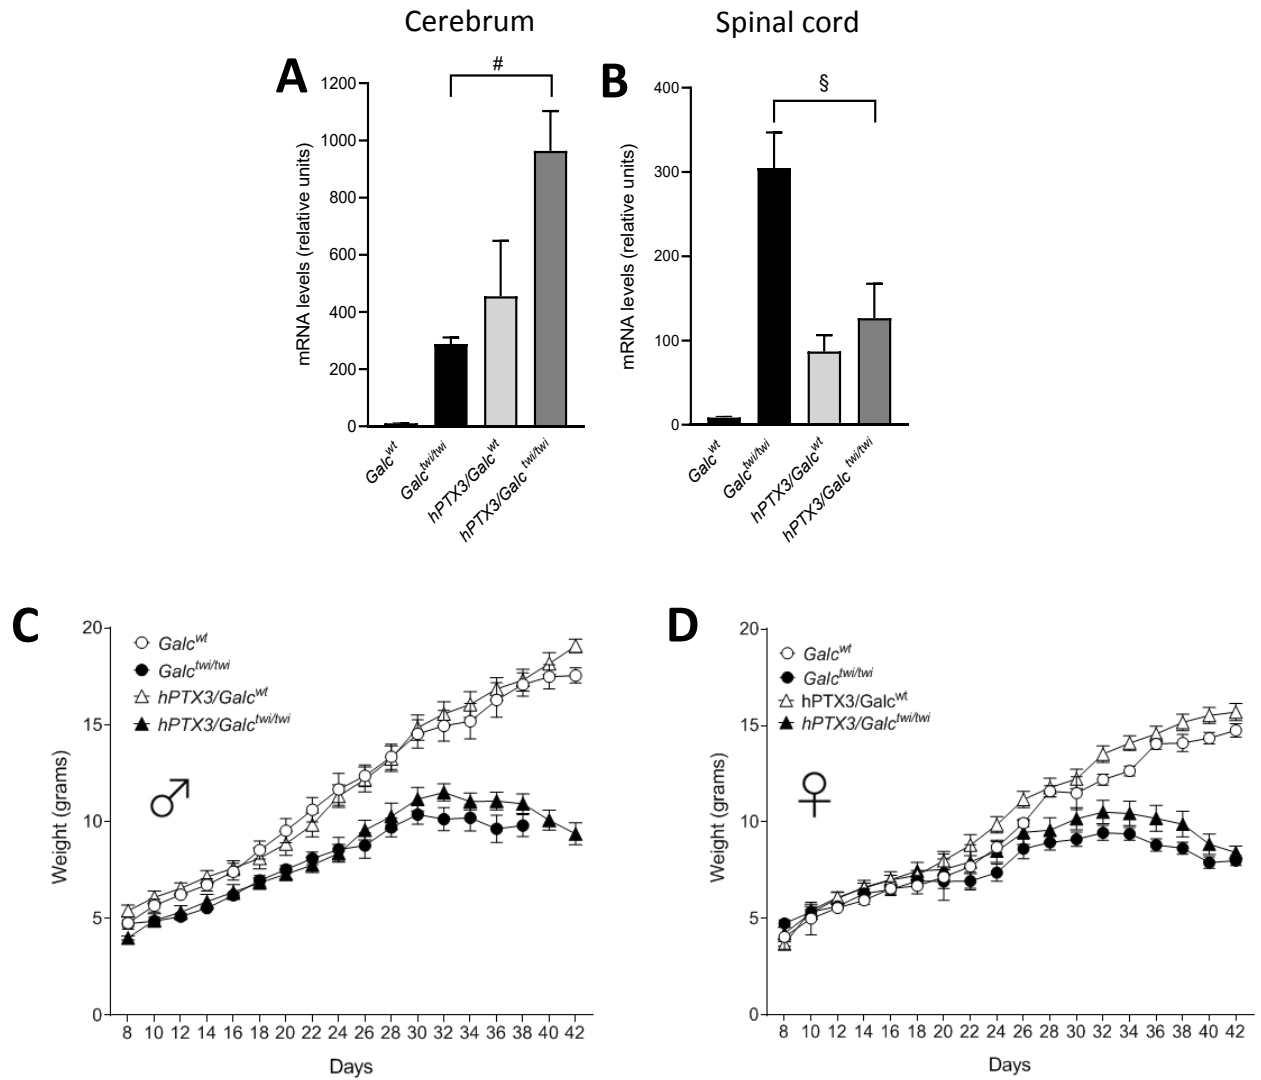 Cerebrum
Spinal cord
A
B
#
§
1200
1000
800
600
400
200
0
mRNA levels (relative units)
Galc^wt
Galc^twi/twi
hPTX3/Galc^wt
hPTX3/Galc^twi/twi
400
300
200
100
0
mRNA levels (relative units)
Galc^wt
Galc^twi/twi
hPTX3/Galc^wt
hPTX3/Galc^twi/twi
C
20
15
10
5
0
Weight (grams)
Galc^wt
Galc^twi/twi
hPTX3/Galc^wt
hPTX3/Galc^twi/twi
♂
8 10 12 14 16 18 20 22 24 26 28 30 32 34 36 38 40 42
Days
D
20
15
10
5
0
Weight (grams)
Galc^wt
Galc^twi/twi
hPTX3/Galc^wt
hPTX3/Galc^twi/twi
♀
8 10 12 14 16 18 20 22 24 26 28 30 32 34 36 38 40 42
Days